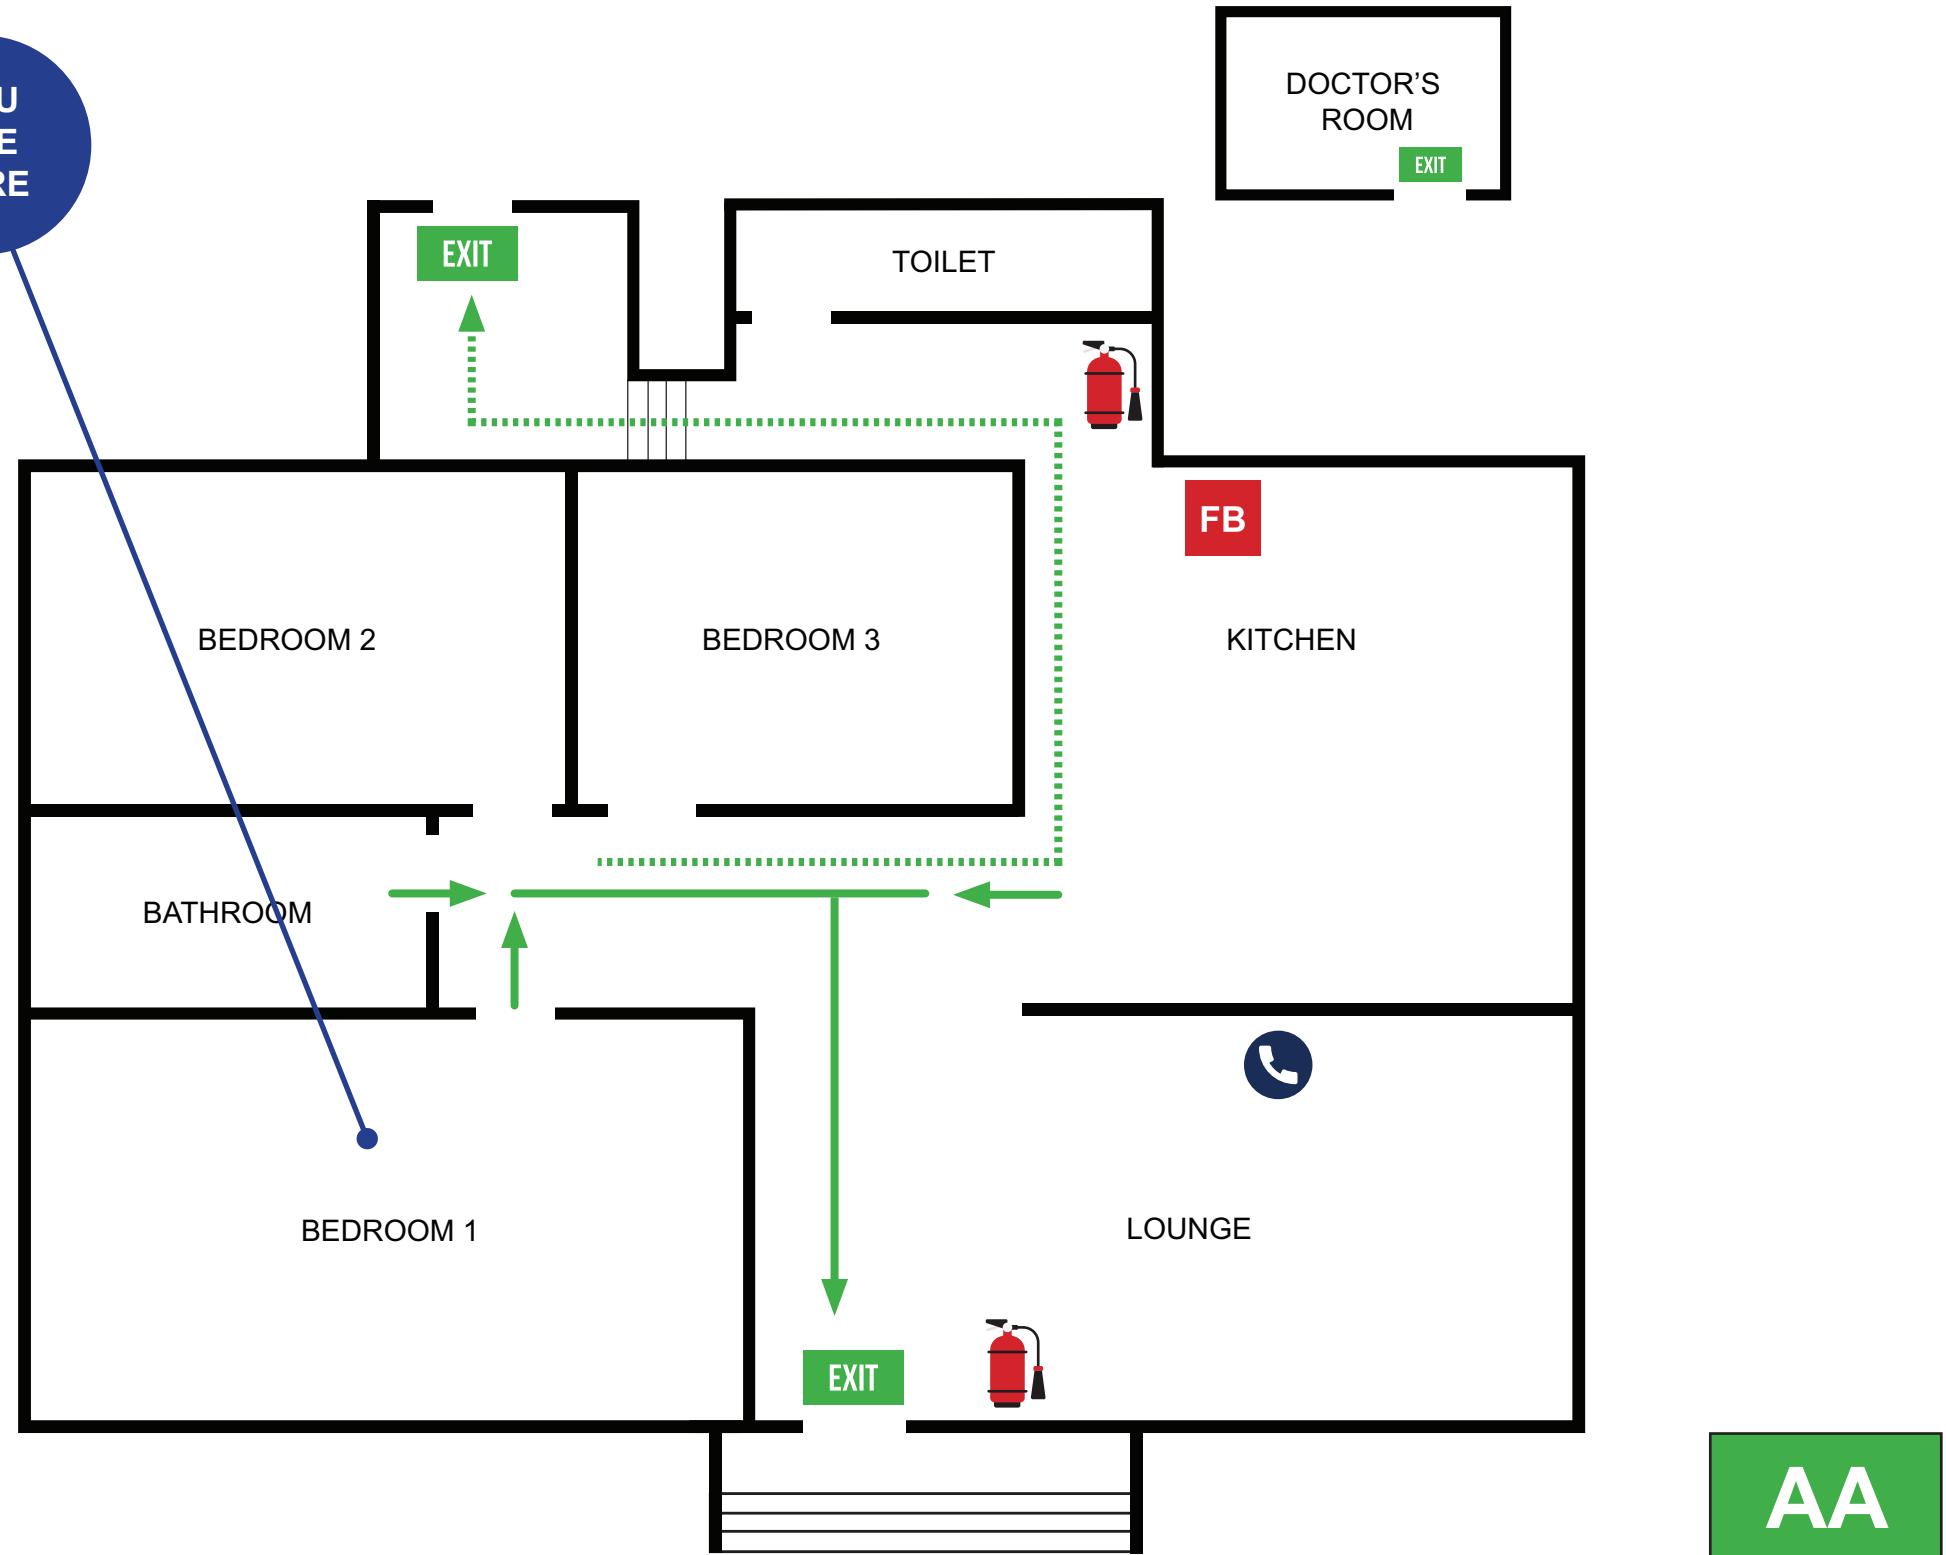 DOCTOR’S
ROOM
EXIT
EXIT
TOILET
FB
BEDROOM 2
BEDROOM 3
KITCHEN
BATHROOM
BEDROOM 1
LOUNGE
EXIT
AA